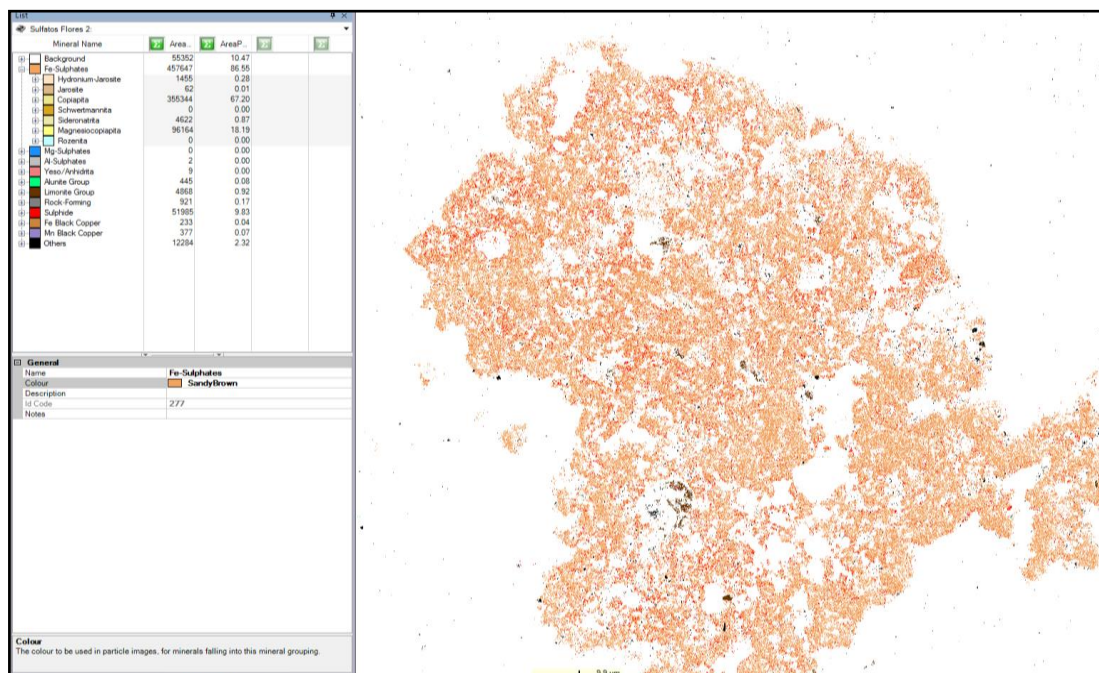 List
Sulfatos Flores 2:
Mineral Name Area... AreaP...
Background 55352 10.47
Fe-Sulphates 457647 86.55
Hydronium-Jarosite 1455 0.28
Jarosite 62 0.01
Copiapita 355344 67.20
Schwertmannita 0 0.00
Sideronatrita 4622 0.87
Magnesiocopiapita 96164 18.19
Rozenita 0 0.00
Mg-Sulphates 0 0.00
Al-Sulphates 2 0.00
Yeso/Anhidrita 9 0.00
Alunite Group 445 0.08
Limonite Group 4868 0.92
Rock-Forming 921 0.17
Sulphide 51985 9.83
Fe Black Copper 233 0.04
Mn Black Copper 377 0.07
Others 12284 2.32
General
Name Fe-Sulphates
Colour SandyBrown
Description
Id Code 277
Notes
Colour
The colour to be used in particle images, for minerals falling into this mineral grouping.